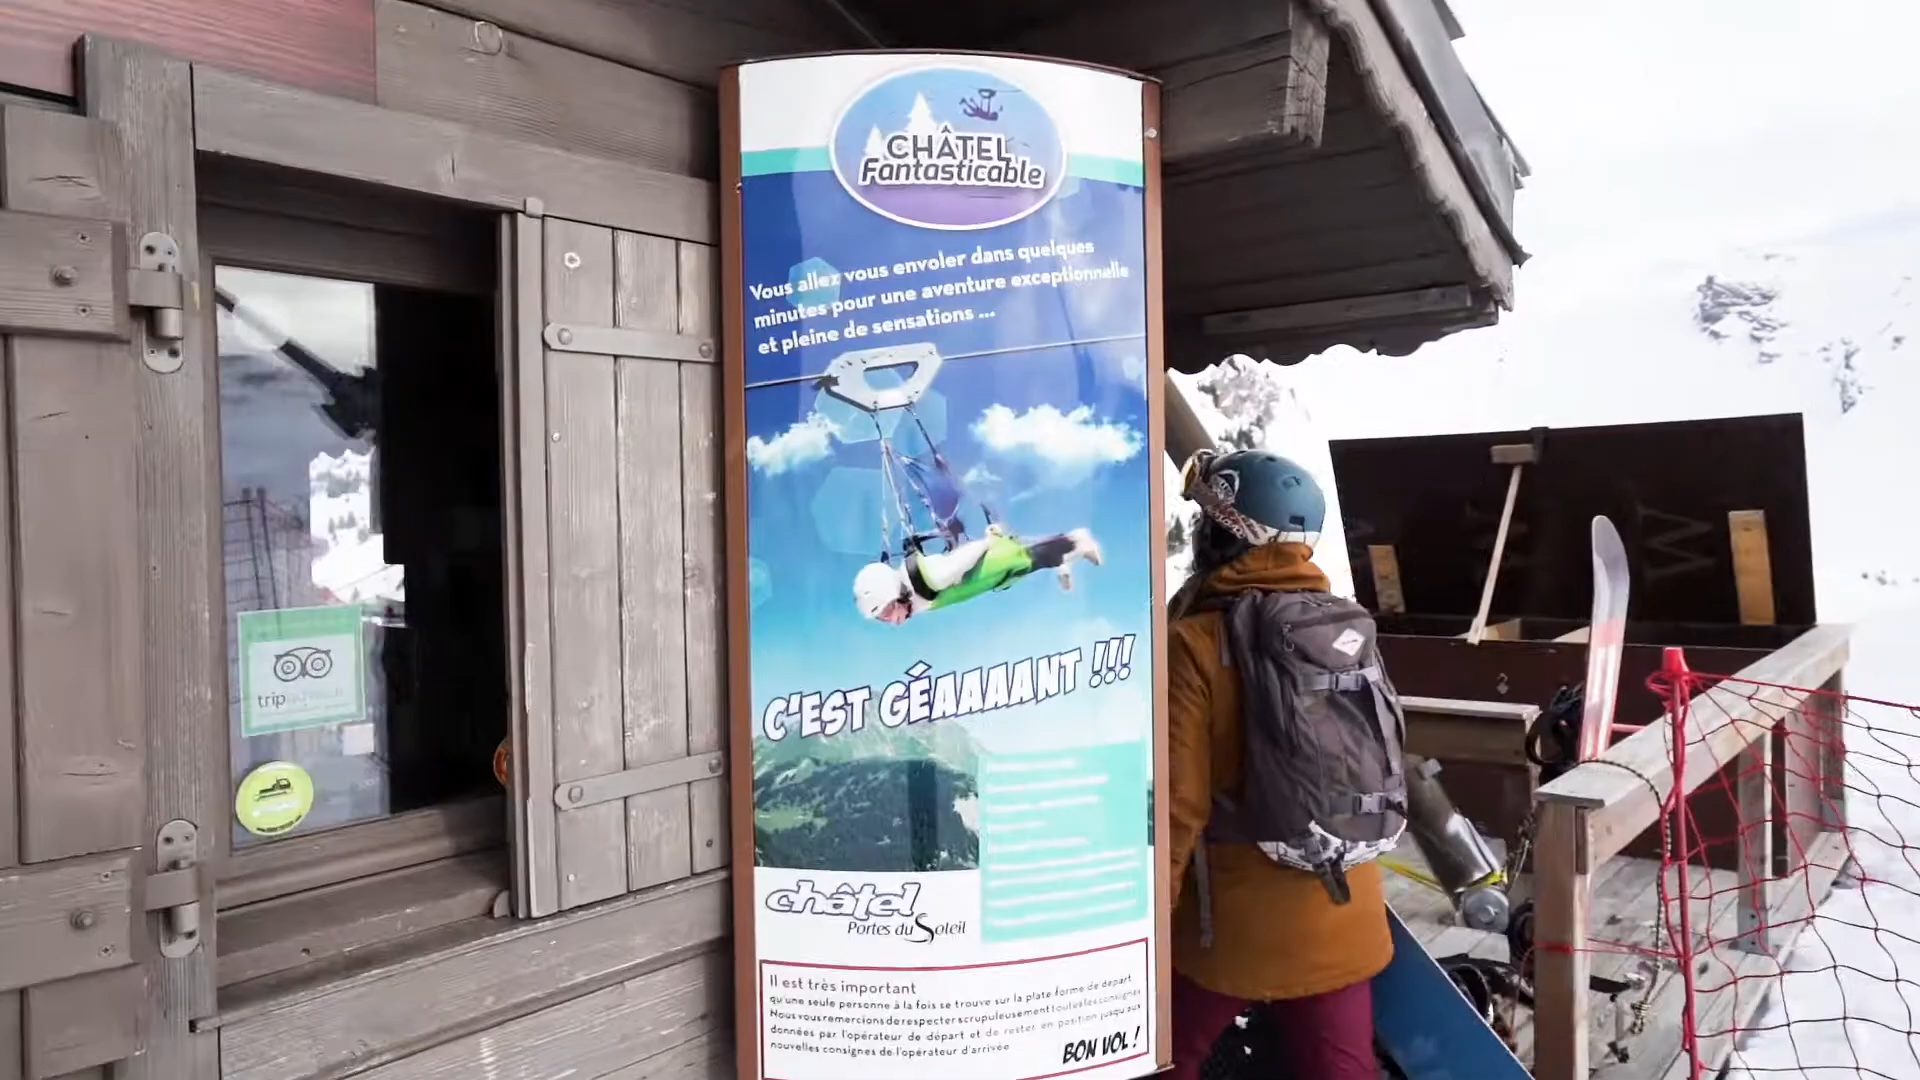 CHÂTEL
Fantasticable
Vous allez vous envoler dans quelques
minutes pour une aventure exceptionnelle
et pleine de sensations ...
C'EST GÉAAAANT !!!
châtel
Portes du Soleil
Il est très important
qu'une seule personne à la fois se trouve sur la plate forme de départ
Nous vous remercions de respecter scrupuleusement toutes les consignes
données par l'opérateur de départ et de rester en position jusqu'aux
nouvelles consignes de l'opérateur d'arrivée
BON VOL !
trip